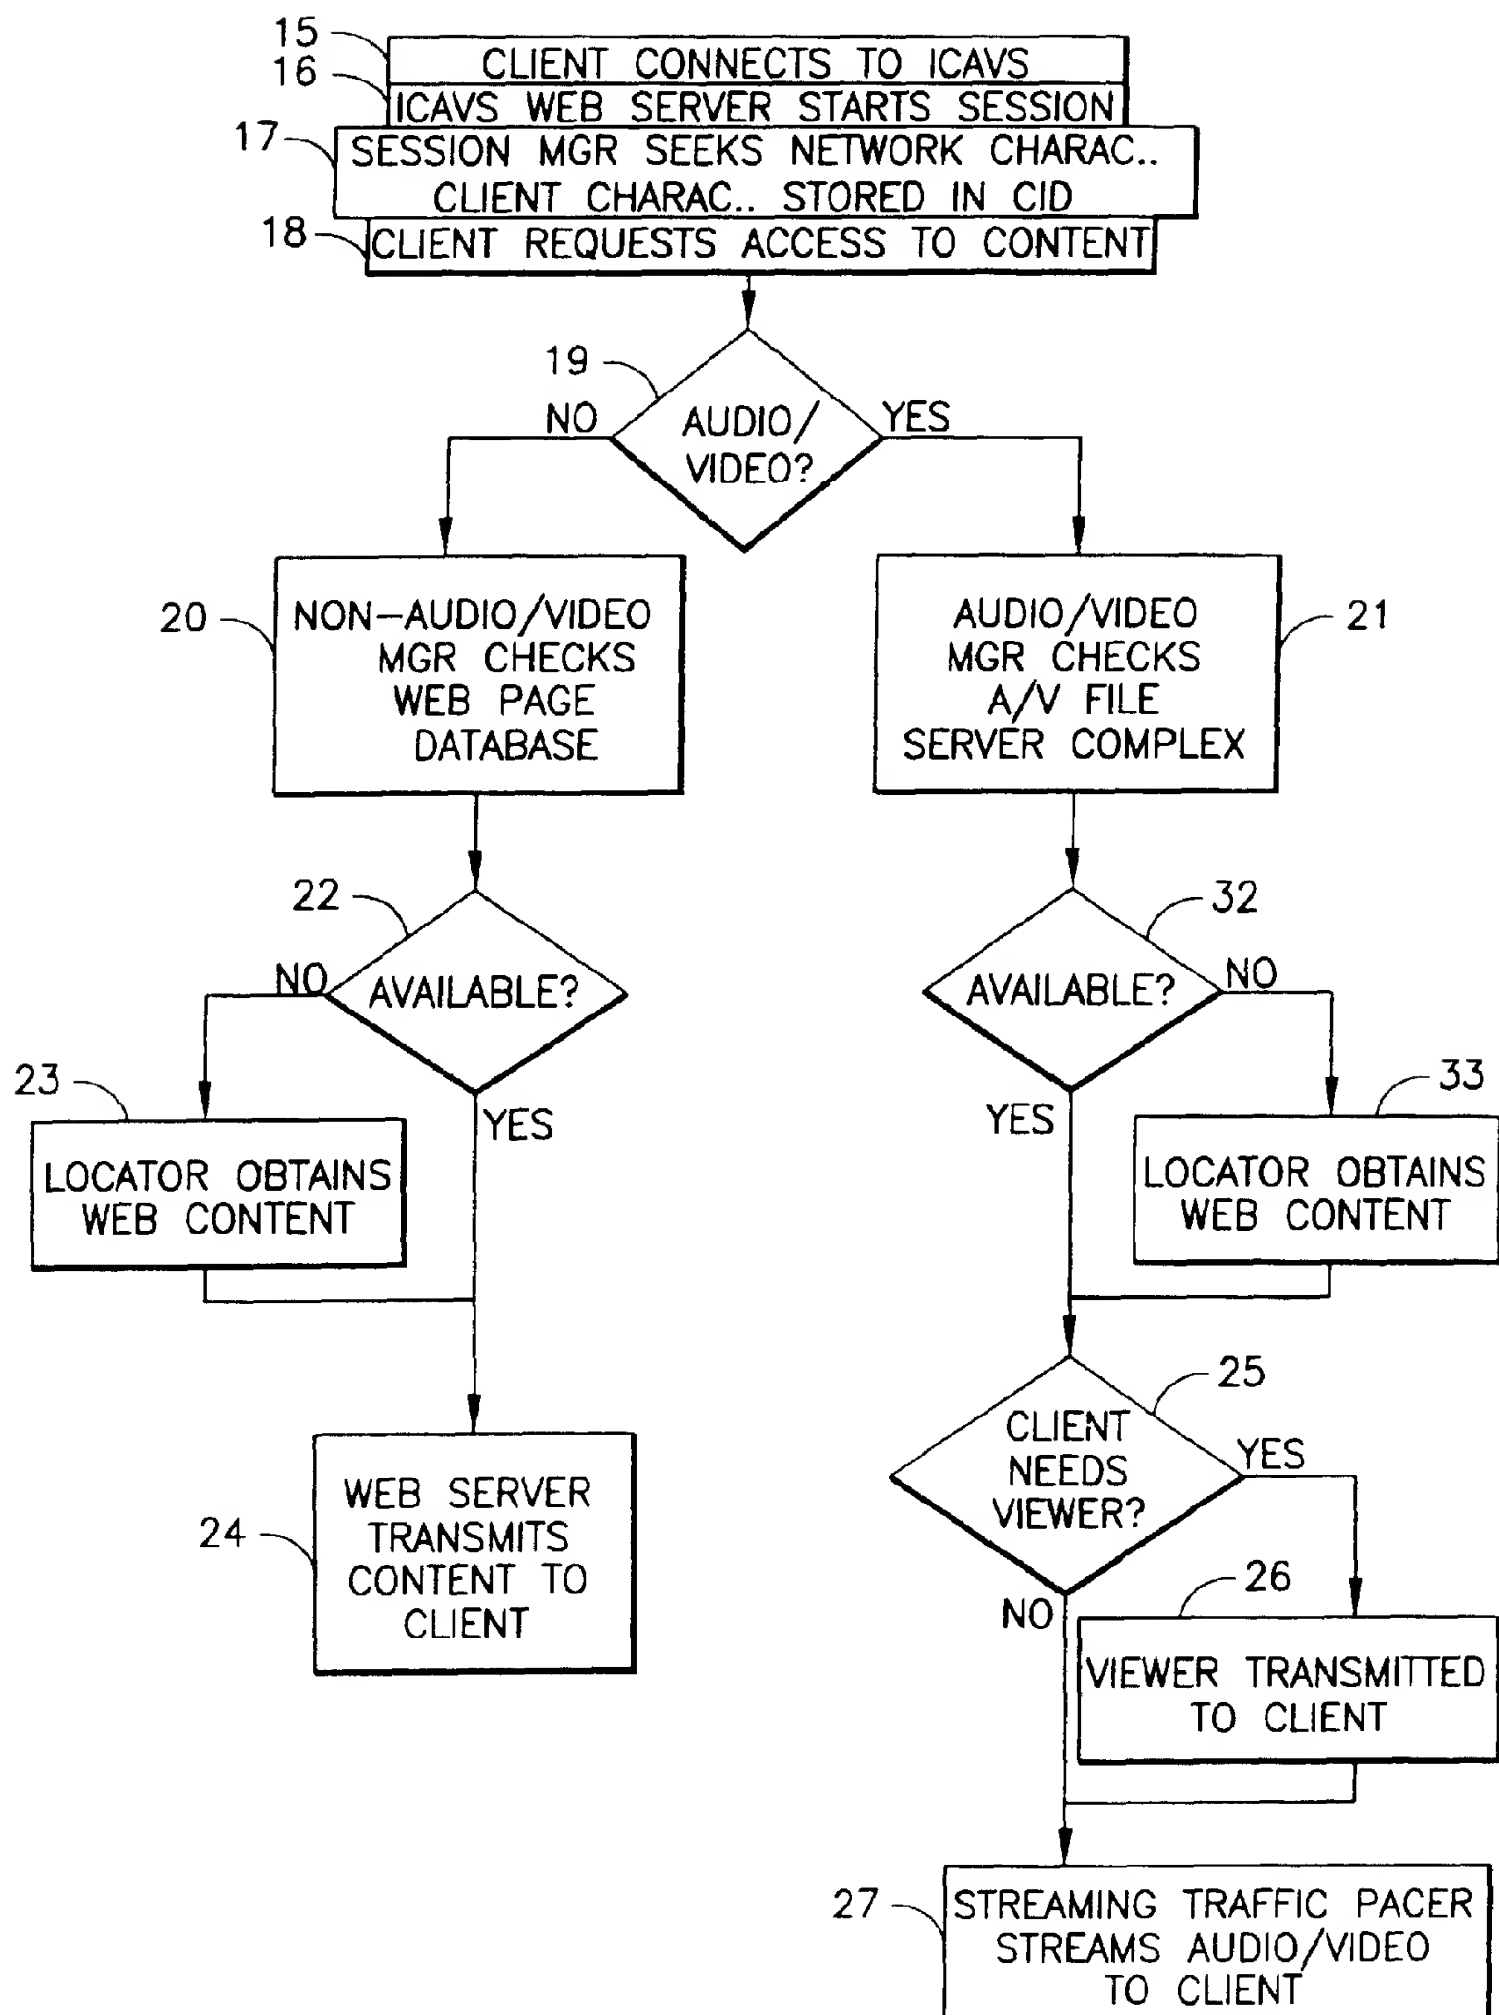 15
CLIENT CONNECTS TO ICAVS
16
ICAVS WEB SERVER STARTS SESSION
17
SESSION MGR SEEKS NETWORK CHARAC..
CLIENT CHARAC.. STORED IN CID
18
CLIENT REQUESTS ACCESS TO CONTENT
19
NO
AUDIO/
VIDEO?
YES
20
NON-AUDIO/VIDEO
MGR CHECKS
WEB PAGE
DATABASE
AUDIO/VIDEO
MGR CHECKS
A/V FILE
SERVER COMPLEX
21
22
NO
AVAILABLE?
YES
32
AVAILABLE?
NO
YES
23
LOCATOR OBTAINS
WEB CONTENT
33
LOCATOR OBTAINS
WEB CONTENT
24
WEB SERVER
TRANSMITS
CONTENT TO
CLIENT
25
CLIENT
NEEDS
VIEWER?
YES
NO
26
VIEWER TRANSMITTED
TO CLIENT
27
STREAMING TRAFFIC PACER
STREAMS AUDIO/VIDEO
TO CLIENT